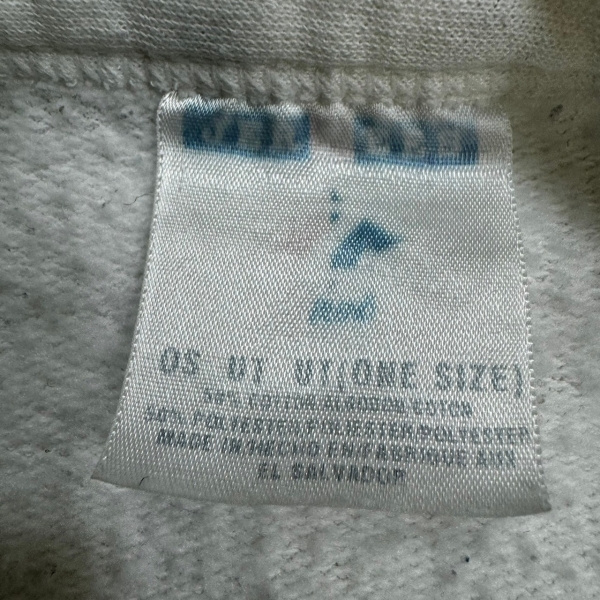 OS UT UT(ONE SIZE)
50% COTTON ALGODON COTON
50% POLYESTER POLIESTER POLYESTER
MADE IN/HECHO EN/FABRIQUE AUX
EL SALVADOR